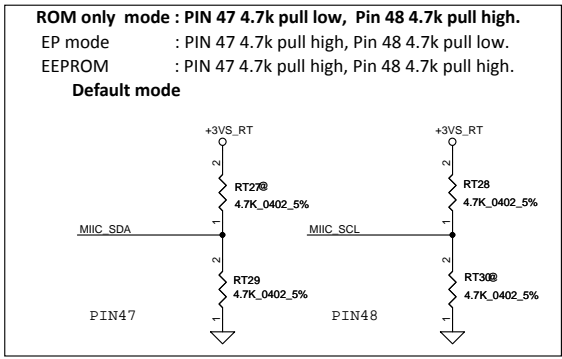 ROM only mode : PIN 47 4.7k pull low, Pin 48 4.7k pull high.
EP mode : PIN 47 4.7k pull high, Pin 48 4.7k pull low.
EEPROM : PIN 47 4.7k pull high, Pin 48 4.7k pull high.
Default mode
+3VS_RT +3VS_RT
2 2
RT27@ RT28
4.7K_0402_5% 4.7K_0402_5%
1 1
MIIC_SDA MIIC_SCL
2 2
RT29 RT30@
4.7K_0402_5% 4.7K_0402_5%
PIN47 1 PIN48 1